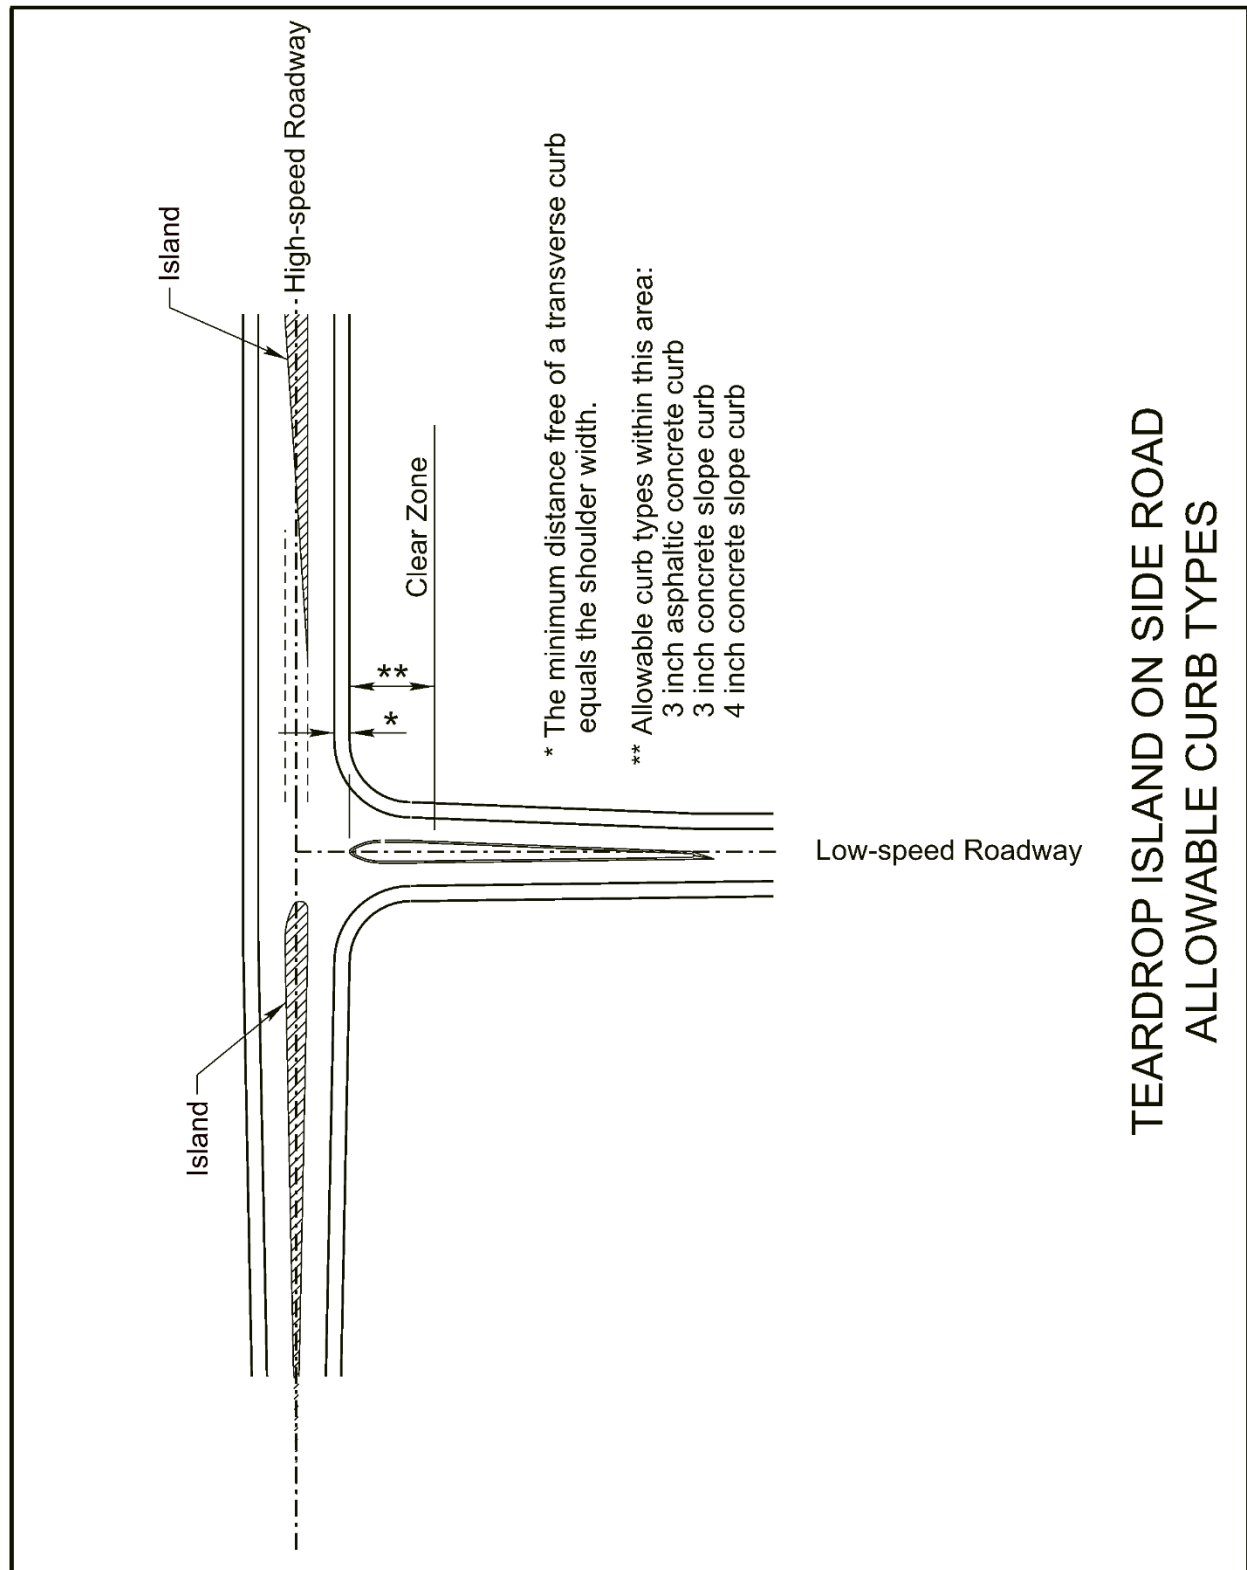 Island
High-speed Roadway
Island
Clear Zone
**
*
* The minimum distance free of a transverse curb
equals the shoulder width.
** Allowable curb types within this area:
3 inch asphaltic concrete curb
3 inch concrete slope curb
4 inch concrete slope curb
Low-speed Roadway
TEARDROP ISLAND ON SIDE ROAD
ALLOWABLE CURB TYPES